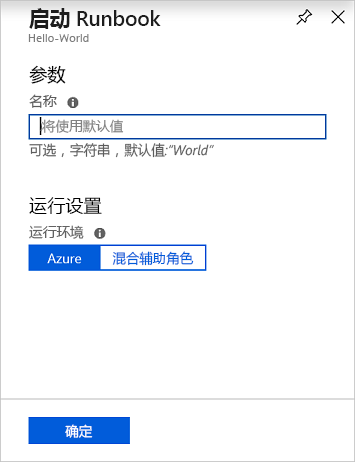 启动 Runbook
Hello-World
参数
名称
将使用默认值
可选，字符串，默认值:"World"
运行设置
运行环境
Azure 混合辅助角色
确定